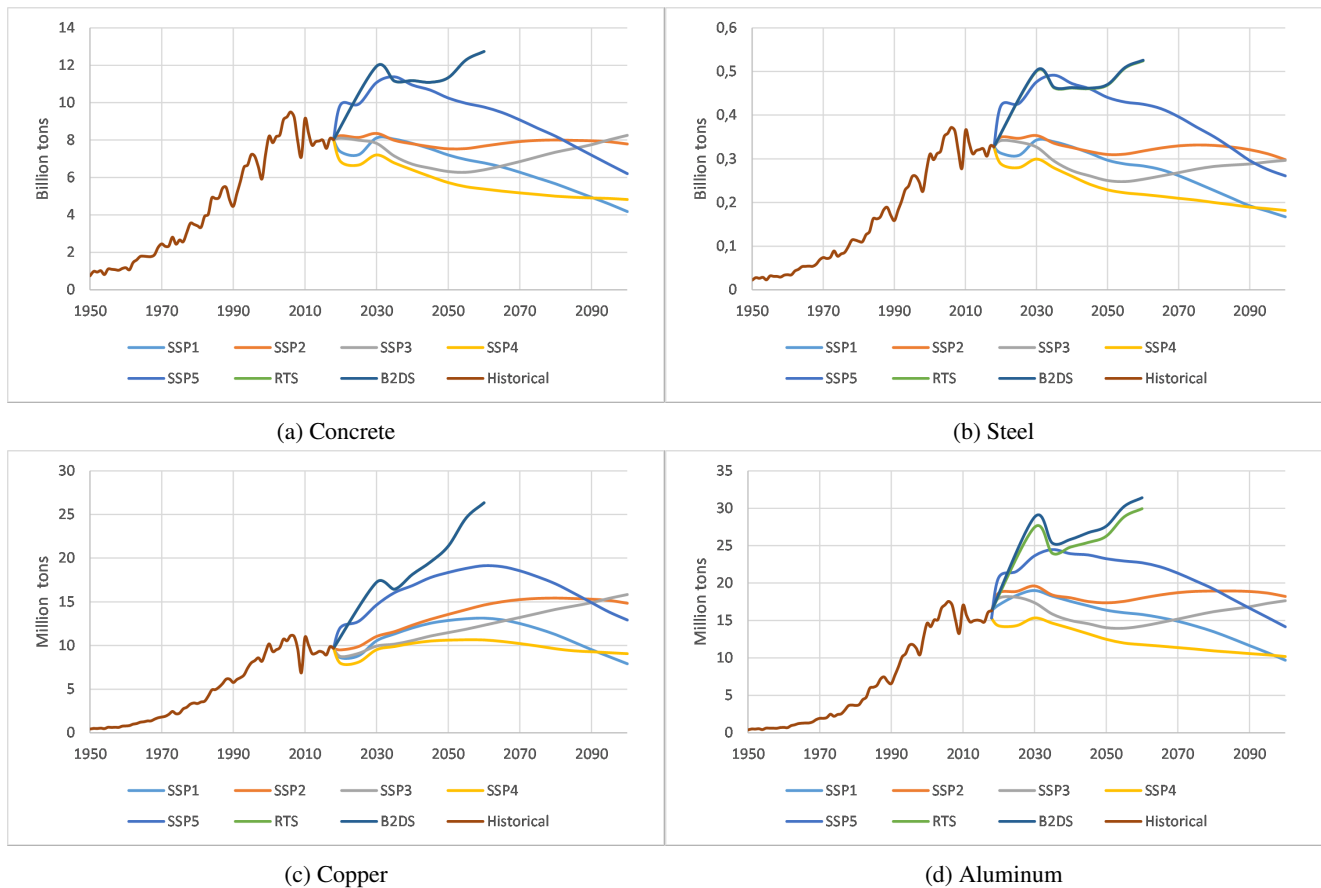 14
12
10
8
6
4
2
0
Billion tons
1950 1970 1990 2010 2030 2050 2070 2090
SSP1 SSP2 SSP3 SSP4
SSP5 RTS B2DS Historical
(a) Concrete
0,6
0,5
0,4
0,3
0,2
0,1
0
Billion tons
1950 1970 1990 2010 2030 2050 2070 2090
SSP1 SSP2 SSP3 SSP4
SSP5 RTS B2DS Historical
(b) Steel
30
25
20
15
10
5
0
Million tons
1950 1970 1990 2010 2030 2050 2070 2090
SSP1 SSP2 SSP3 SSP4
SSP5 RTS B2DS Historical
(c) Copper
35
30
25
20
15
10
5
0
Million tons
1950 1970 1990 2010 2030 2050 2070 2090
SSP1 SSP2 SSP3 SSP4
SSP5 RTS B2DS Historical
(d) Aluminum